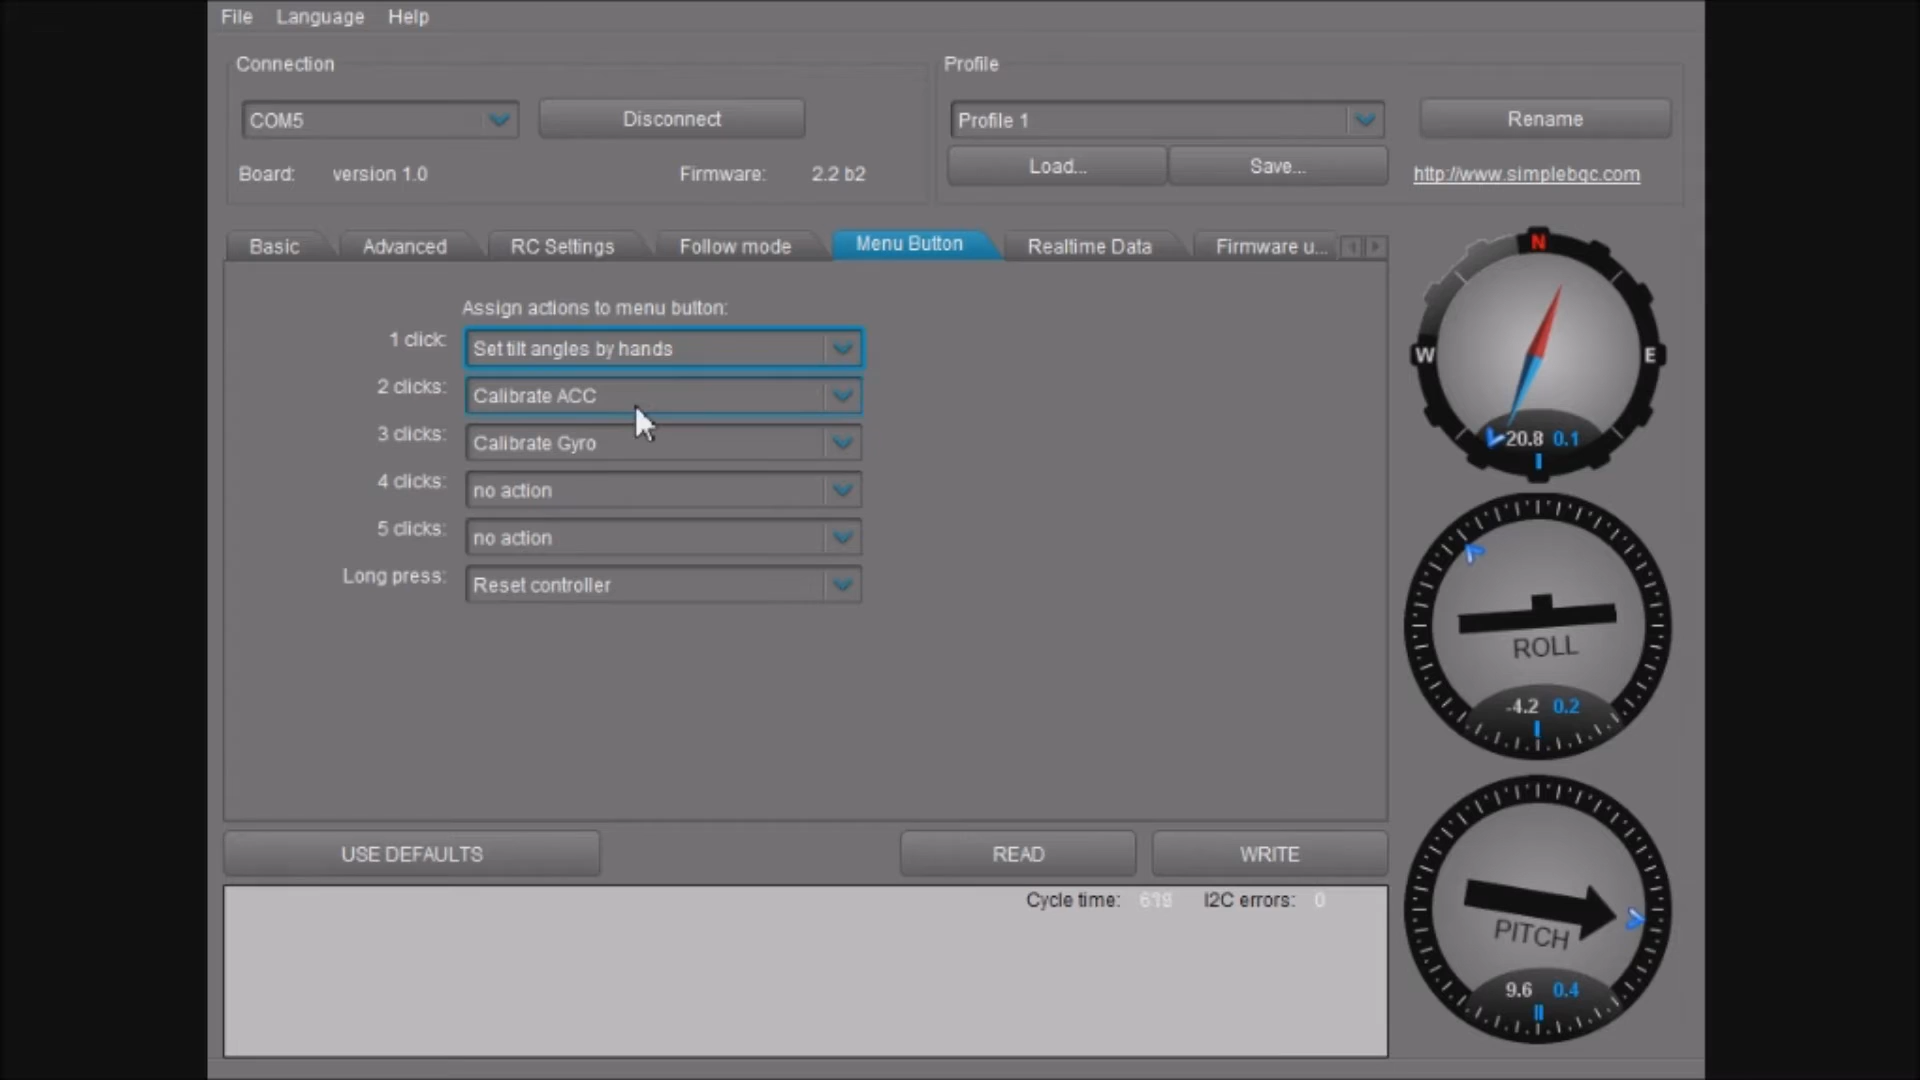 File Language Help
Connection
Profile
COM5
Disconnect
Profile 1
Rename
Load...
Save...
Board: version 1.0 Firmware: 2.2 b2
http://www.simplebgc.com
Basic
Advanced
RC Settings
Follow mode
Menu Button
Realtime Data
Firmware u...
Assign actions to menu button:
1 click: Set tilt angles by hands
2 clicks: Calibrate ACC
3 clicks: Calibrate Gyro
4 clicks: no action
5 clicks: no action
Long press: Reset controller
N
W
E
20.8 0.1
ROLL
-4.2 0.2
PITCH
9.6 0.4
USE DEFAULTS
READ
WRITE
Cycle time: I2C errors: 0